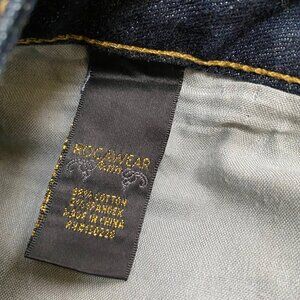 ROCAWEAR
98% COTTON
2% SPANDEX
MADE IN CHINA